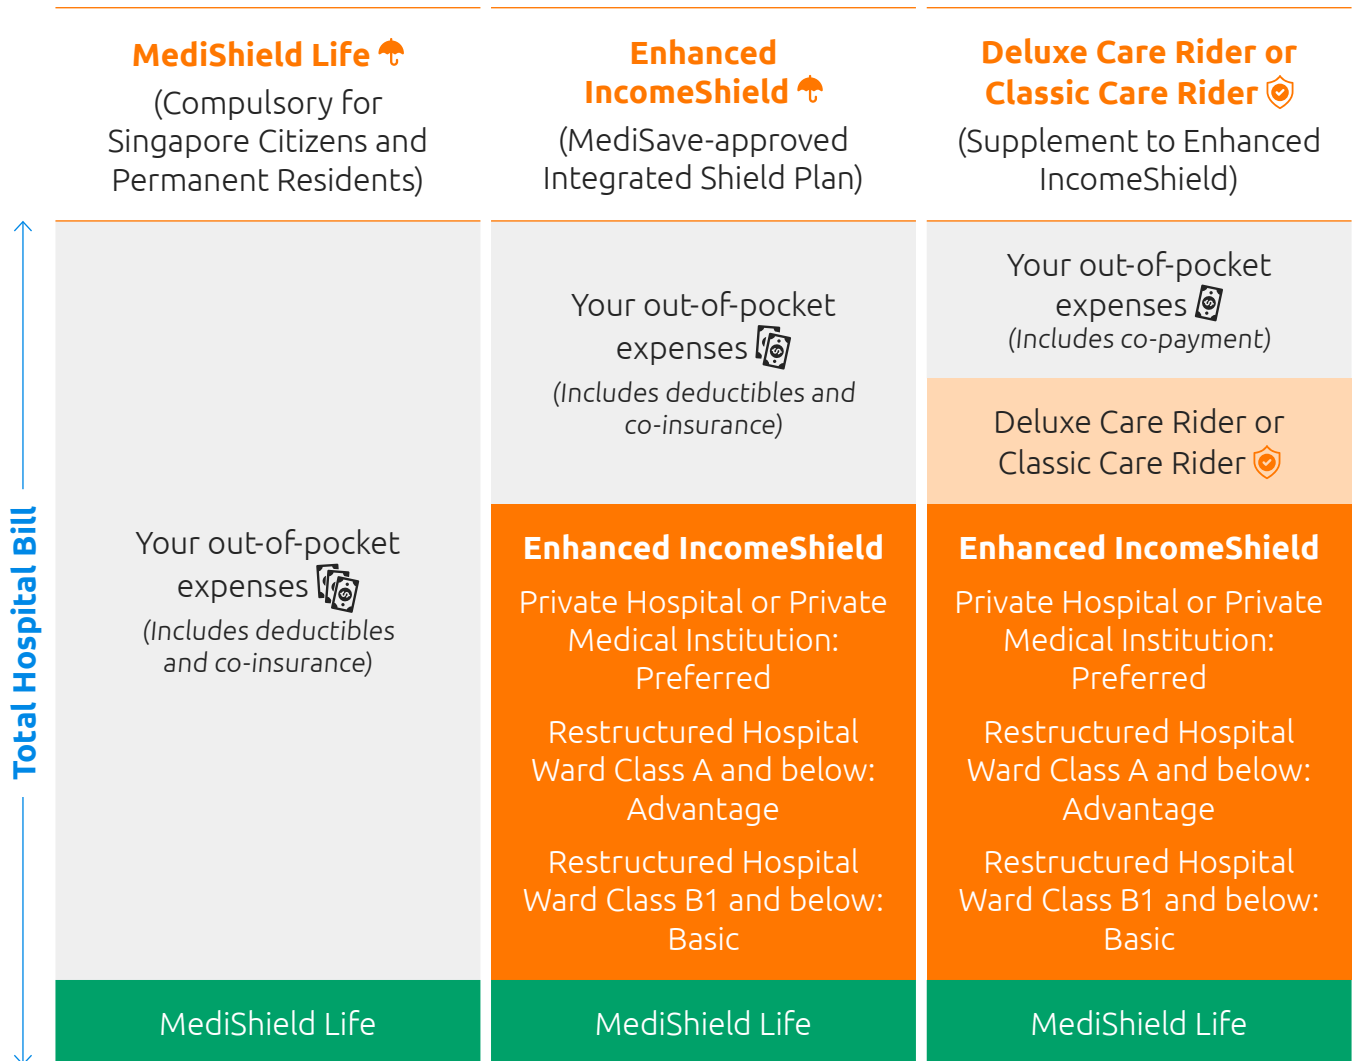 MediShield Life
(Compulsory for
Singapore Citizens and
Permanent Residents)
Enhanced
IncomeShield
(MediSave-approved
Integrated Shield Plan)
Deluxe Care Rider or
Classic Care Rider
(Supplement to Enhanced
IncomeShield)
Total Hospital Bill
Your out-of-pocket
expenses
(Includes deductibles
and co-insurance)
MediShield Life
Your out-of-pocket
expenses
(Includes deductibles and
co-insurance)
Enhanced IncomeShield
Private Hospital or Private
Medical Institution:
Preferred
Restructured Hospital
Ward Class A and below:
Advantage
Restructured Hospital
Ward Class B1 and below:
Basic
MediShield Life
Your out-of-pocket
expenses
(Includes co-payment)
Deluxe Care Rider or
Classic Care Rider
Enhanced IncomeShield
Private Hospital or Private
Medical Institution:
Preferred
Restructured Hospital
Ward Class A and below:
Advantage
Restructured Hospital
Ward Class B1 and below:
Basic
MediShield Life